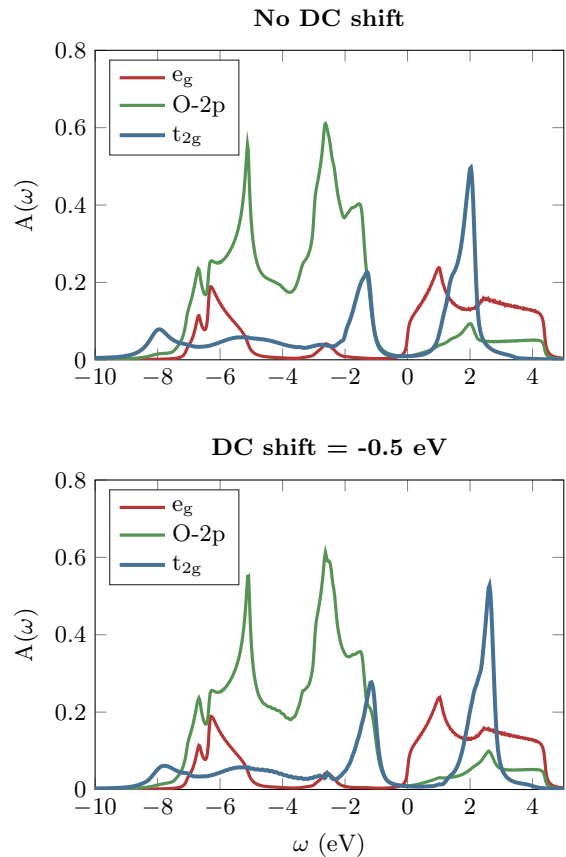 No DC shift
0.8
0.6
0.4
0.2
0
A(ω)
e_g
O-2p
t_2g
−10 −8 −6 −4 −2 0 2 4
DC shift = -0.5 eV
0.8
0.6
0.4
0.2
0
A(ω)
e_g
O-2p
t_2g
−10 −8 −6 −4 −2 0 2 4
ω (eV)